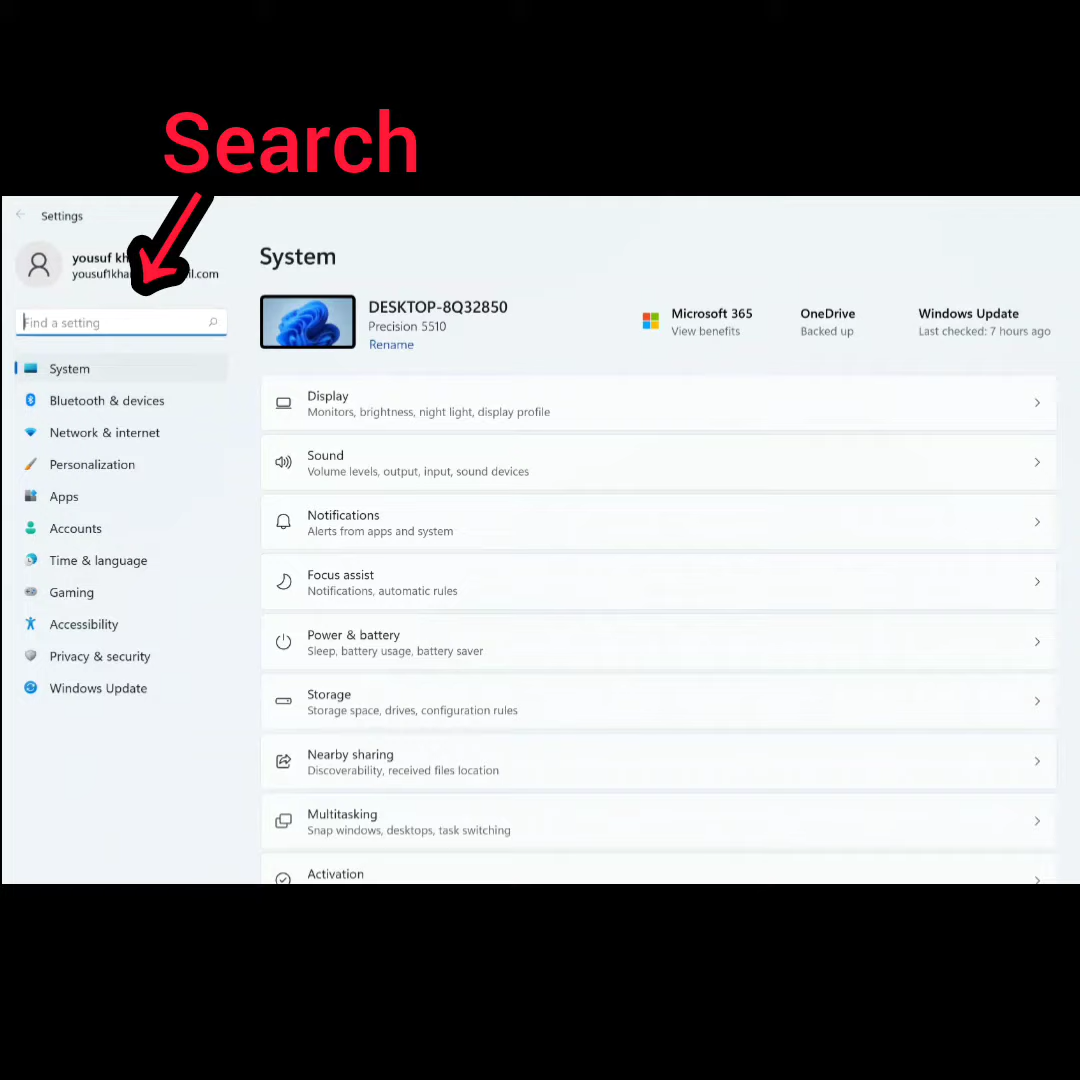 Search
Settings
yousuf
System
DESKTOP-8Q32850
Precision 5510
Rename
Microsoft 365
View benefits
OneDrive
Backed up
Windows Update
Last checked: 7 hours ago
Find a setting
System
Bluetooth & devices
Network & internet
Personalization
Apps
Accounts
Time & language
Gaming
Accessibility
Privacy & security
Windows Update
Display
Monitors, brightness, night light, display profile
Sound
Volume levels, output, input, sound devices
Notifications
Alerts from apps and system
Focus assist
Notifications, automatic rules
Power & battery
Sleep, battery usage, battery saver
Storage
Storage space, drives, configuration rules
Nearby sharing
Discoverability, received files location
Multitasking
Snap windows, desktops, task switching
Activation